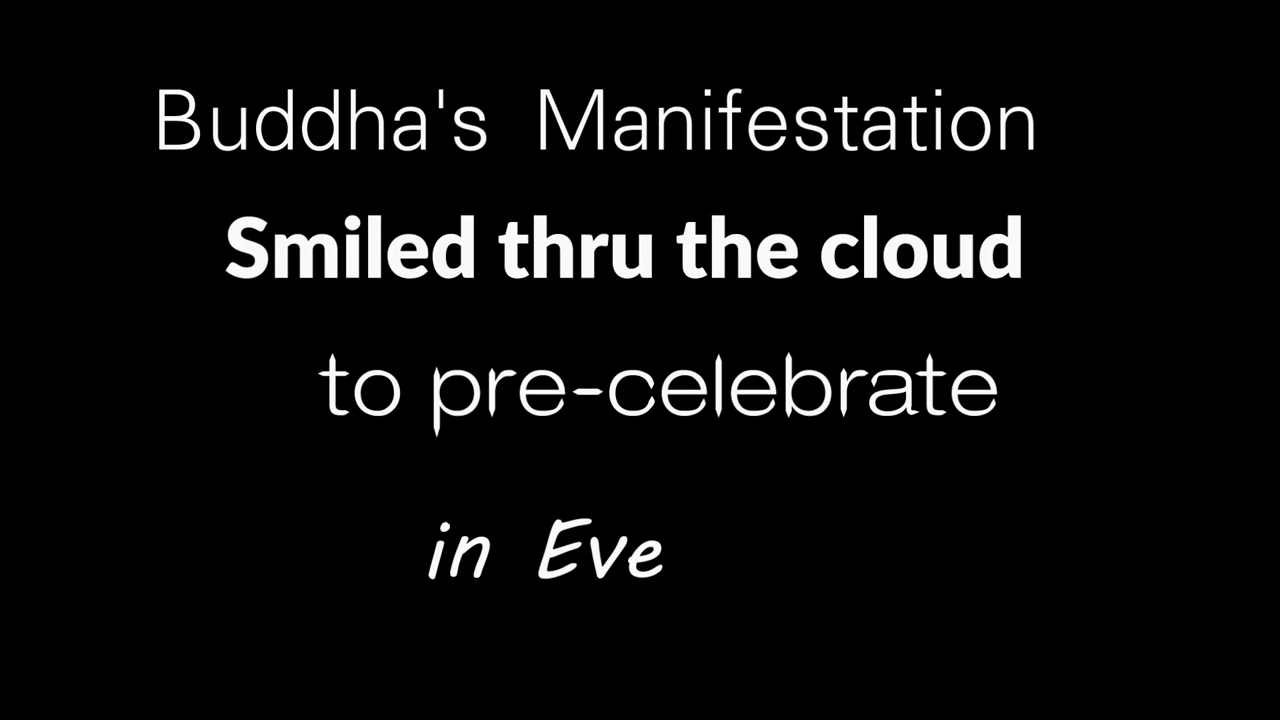 Buddha's Manifestation
Smiled thru the cloud
to pre-celebrate
in Eve